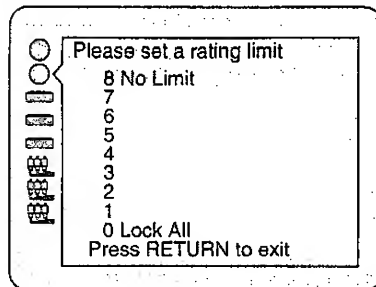 Please set a rating limit
8 No Limit
7
6
5
4
3
2
1
0 Lock All
Press RETURN to exit